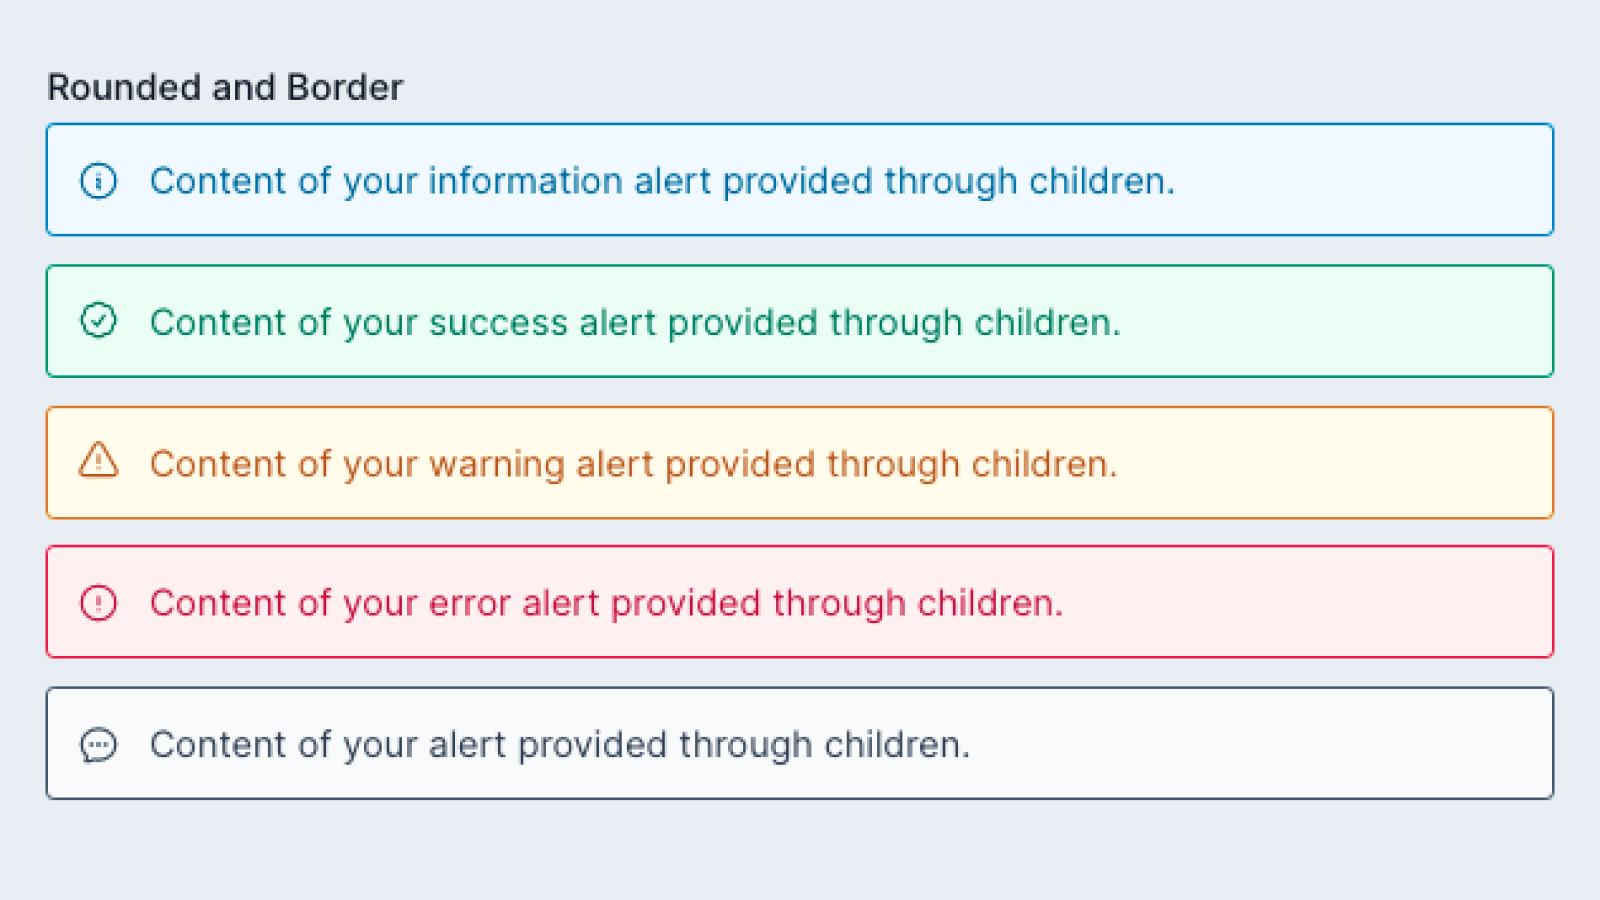 Rounded and Border
Content of your information alert provided through children.
Content of your success alert provided through children.
Content of your warning alert provided through children.
Content of your error alert provided through children.
Content of your alert provided through children.